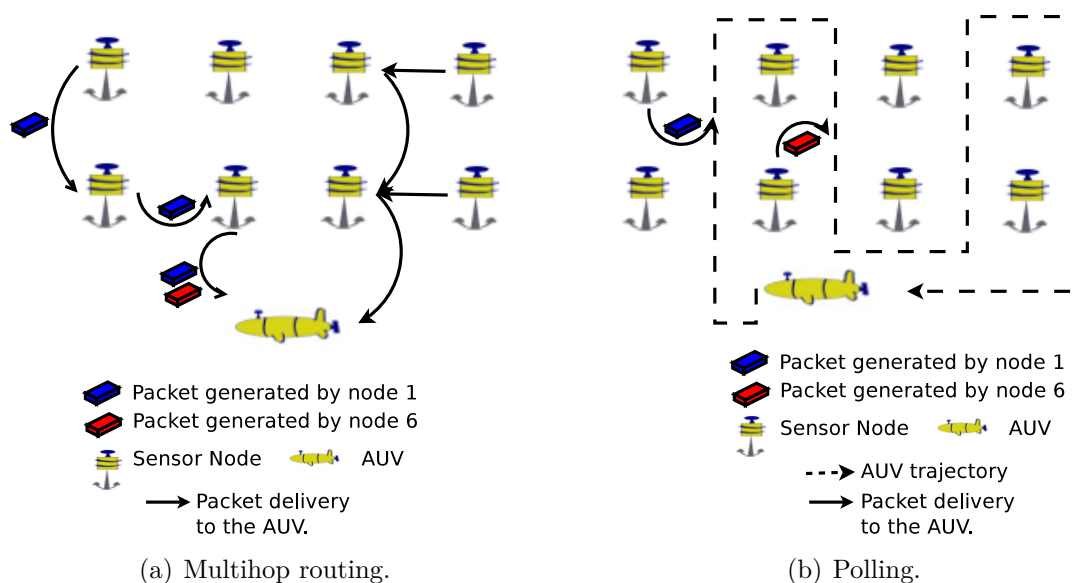 Packet generated by node 1
Packet generated by node 6
Sensor Node AUV
Packet delivery
to the AUV.
(a) Multihop routing.
Packet generated by node 1
Packet generated by node 6
Sensor Node AUV
AUV trajectory
Packet delivery
to the AUV.
(b) Polling.